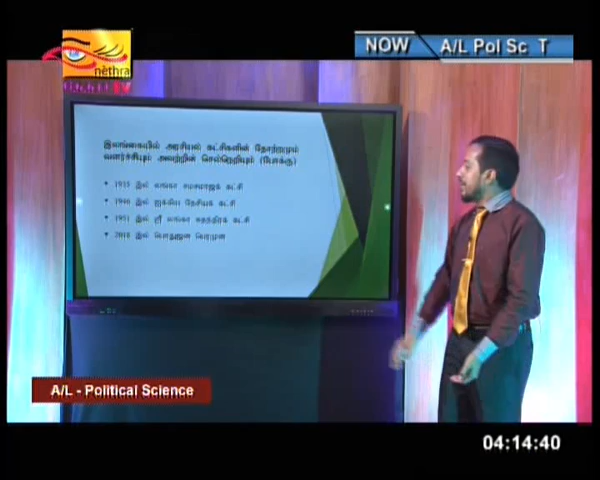 NOW A/L Pol Sc T
nethra
TV
இலங்கையில் அரசியல் கட்சிகளின் தோற்றமும்
வளர்ச்சியும் அவற்றின் செல்நெறியும் (போக்கு)
• 1935 இல் லங்கா சமசமாஜக் கட்சி
• 1946 இல் ஐக்கிய தேசியக் கட்சி
• 1951 இல் ஸ்ரீ லங்கா சுதந்திரக் கட்சி
• 2016 இல் பொதுஜன பெரமுன
A/L - Political Science
04:14:40